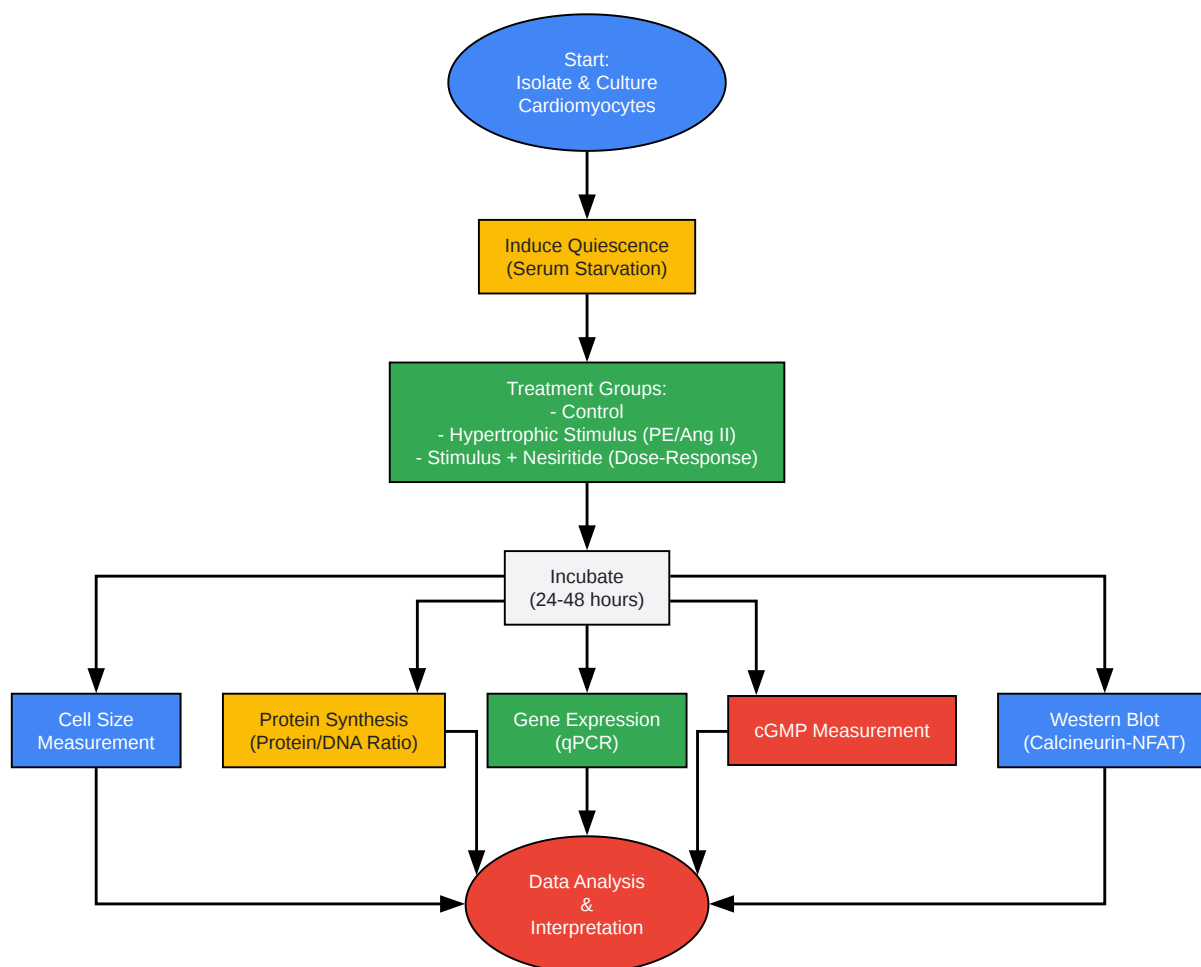 Start:
Isolate & Culture
Cardiomyocytes
Induce Quiescence
(Serum Starvation)
Treatment Groups:
- Control
- Hypertrophic Stimulus (PE/Ang II)
- Stimulus + Nesiritide (Dose-Response)
Incubate
(24-48 hours)
Cell Size
Measurement
Protein Synthesis
(Protein/DNA Ratio)
Gene Expression
(qPCR)
cGMP Measurement
Western Blot
(Calcineurin-NFAT)
Data Analysis
&
Interpretation